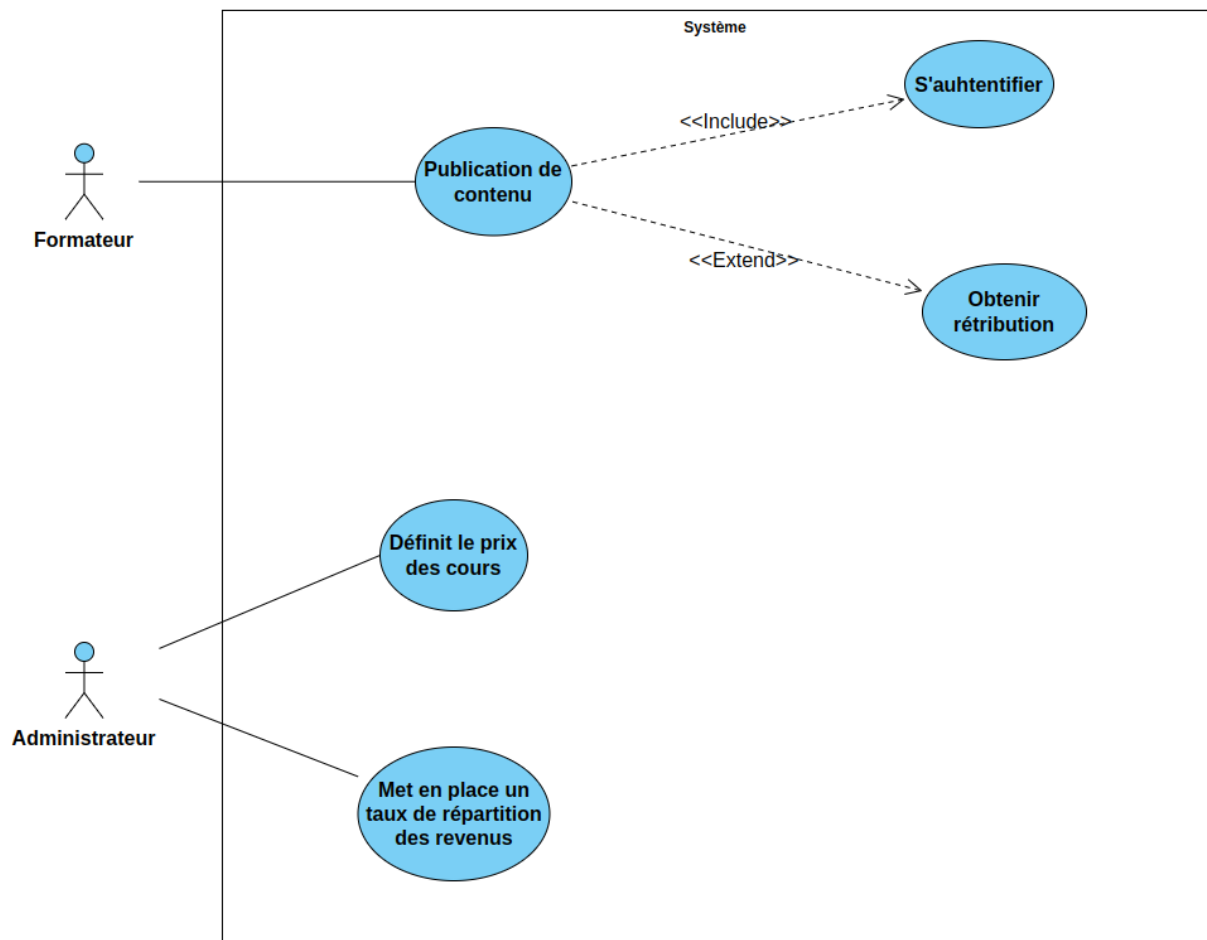 Système
S'auhtentifier
<<Include>>
Publication de
contenu
Formateur
<<Extend>>
Obtenir
rétribution
Définit le prix
des cours
Administrateur
Met en place un
taux de répartition
des revenus